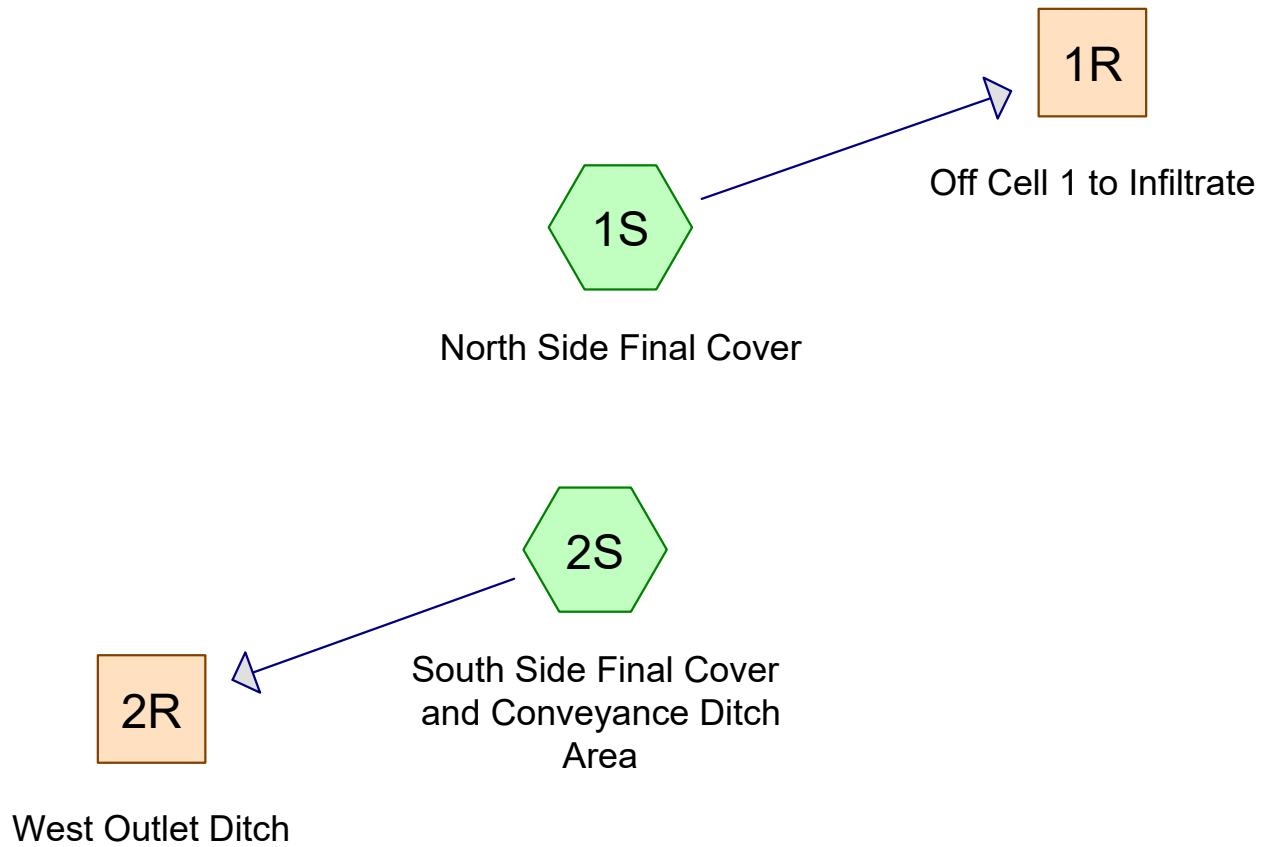 1R
Off Cell 1 to Infiltrate
1S
North Side Final Cover
2S
South Side Final Cover
and Conveyance Ditch
Area
2R
West Outlet Ditch